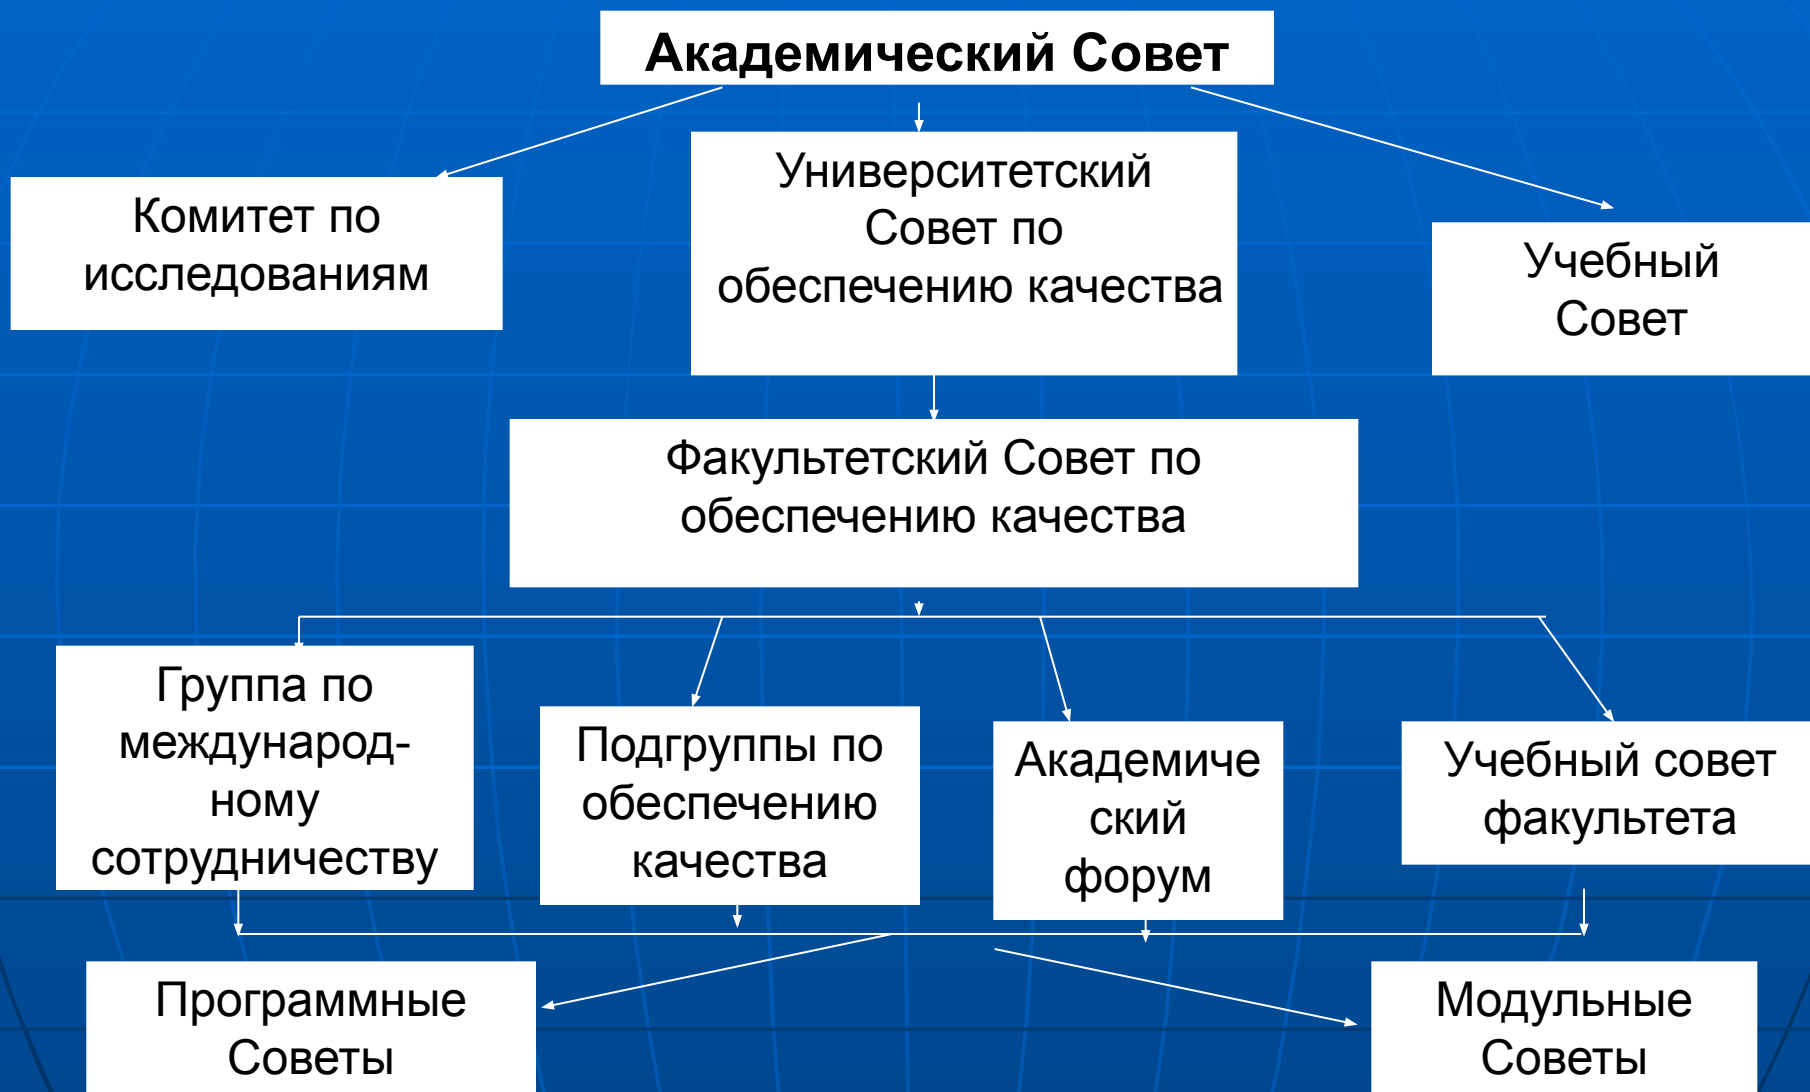 Академический Совет
Комитет по
исследованиям
Университетский
Совет по
обеспечению качества
Учебный
Совет
Факультетский Совет по
обеспечению качества
Группа по
международ-
ному
сотрудничеству
Подгруппы по
обеспечению
качества
Академиче
ский
форум
Учебный совет
факультета
Программные
Советы
Модульные
Советы